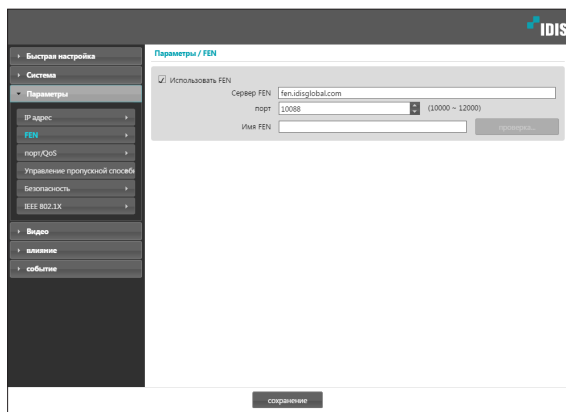 IDIS
Быстрая настройка
Система
Параметры
IP адрес
FEN
порт/QoS
Управление пропускной способн
Безопасность
IEEE 802.1X
Видео
влияние
событие
Параметры / FEN
Использовать FEN
Сервер FEN fen.idisglobal.com
порт 10088 (10000 ~ 12000)
Имя FEN проверка...
сохранение